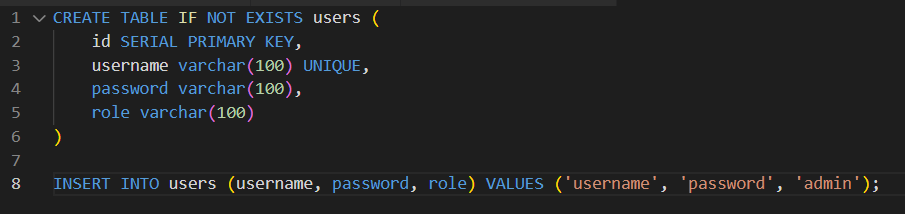 1 CREATE TABLE IF NOT EXISTS users (
2 id SERIAL PRIMARY KEY,
3 username varchar(100) UNIQUE,
4 password varchar(100),
5 role varchar(100)
6 )
7
8 INSERT INTO users (username, password, role) VALUES ('username', 'password', 'admin');